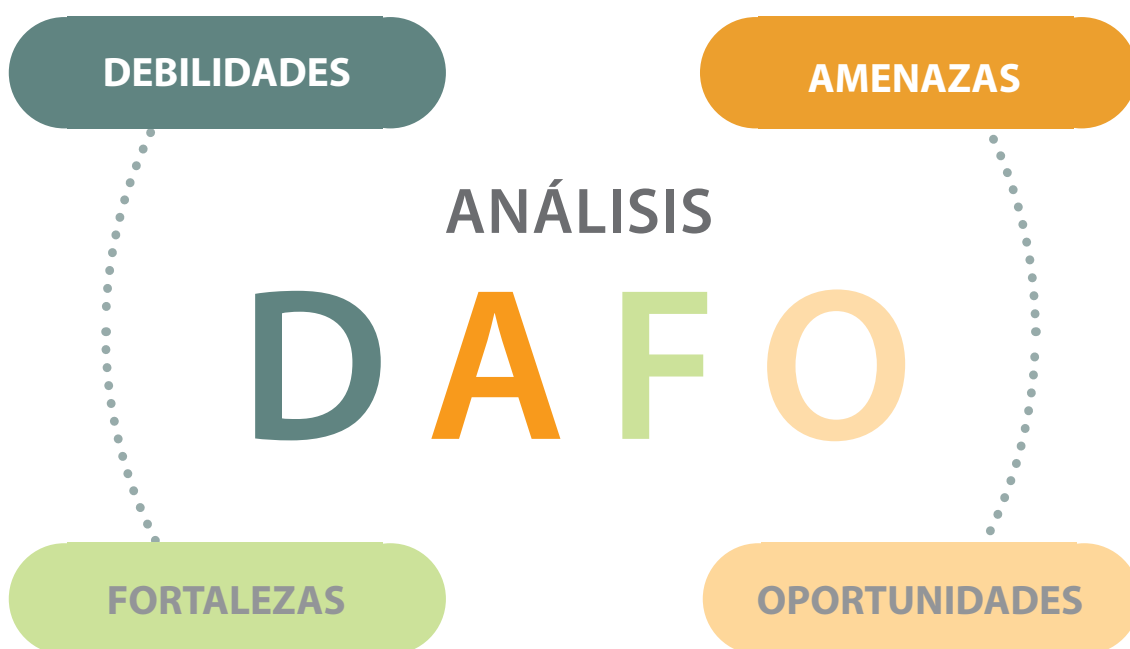 DEBILIDADES
AMENAZAS
ANÁLISIS
D A F O
FORTALEZAS
OPORTUNIDADES